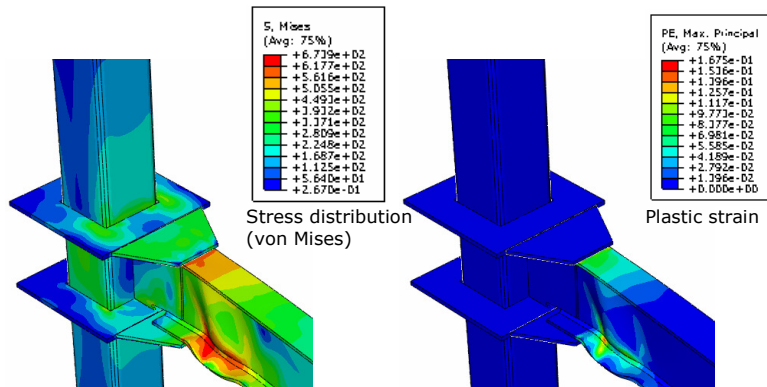 S, Mises
(Avg: 75%)
+6.739e+02
+6.177e+02
+5.616e+02
+5.055e+02
+4.493e+02
+3.932e+02
+3.371e+02
+2.809e+02
+2.248e+02
+1.687e+02
+1.125e+02
+5.640e+01
+2.670e-01
Stress distribution
(von Mises)
PE, Max. Principal
(Avg: 75%)
+1.675e-01
+1.536e-01
+1.396e-01
+1.257e-01
+1.117e-01
+9.773e-02
+8.377e-02
+6.981e-02
+5.585e-02
+4.189e-02
+2.792e-02
+1.396e-02
+0.000e+00
Plastic strain